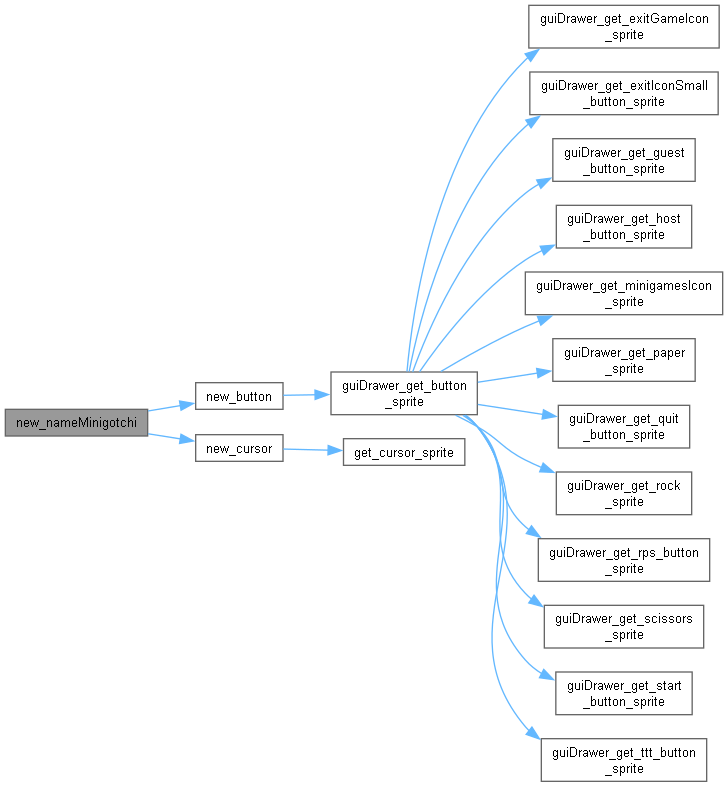 new_nameMinigotchi
new_button
new_cursor
guiDrawer_get_button
_sprite
get_cursor_sprite
guiDrawer_get_exitGameIcon
_sprite
guiDrawer_get_exitIconSmall
_button_sprite
guiDrawer_get_guest
_button_sprite
guiDrawer_get_host
_button_sprite
guiDrawer_get_minigamesIcon
_sprite
guiDrawer_get_paper
_sprite
guiDrawer_get_quit
_button_sprite
guiDrawer_get_rock
_sprite
guiDrawer_get_rps_button
_sprite
guiDrawer_get_scissors
_sprite
guiDrawer_get_start
_button_sprite
guiDrawer_get_ttt_button
_sprite